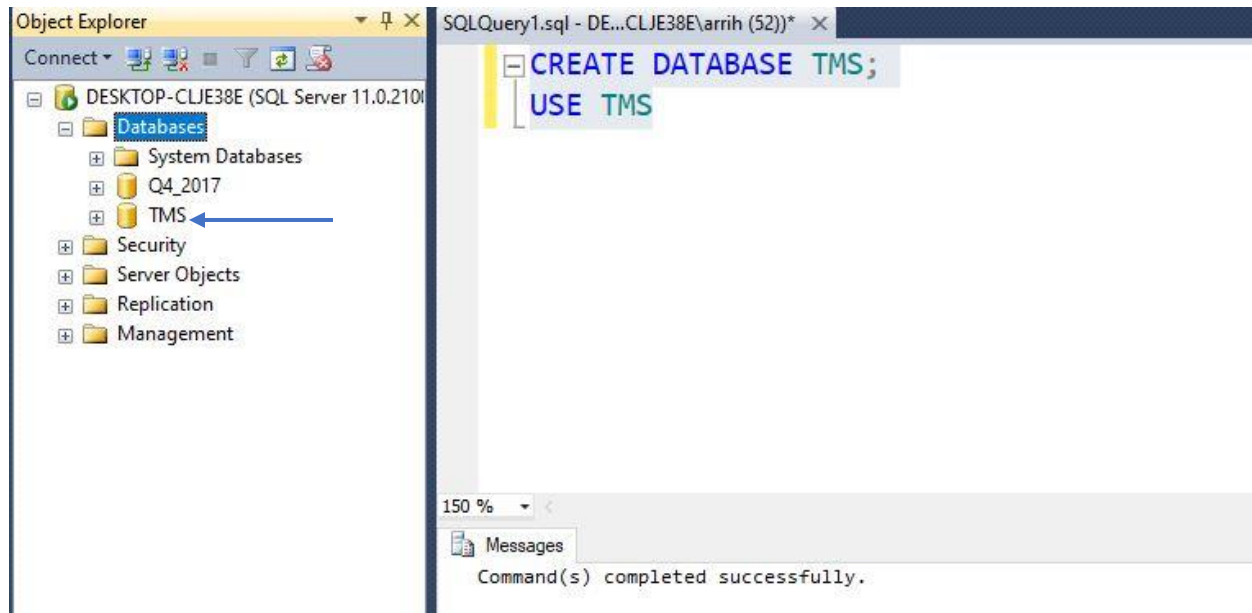 Object Explorer
Connect
DESKTOP-CLJE38E (SQL Server 11.0.2100
Databases
System Databases
Q4_2017
TMS
Security
Server Objects
Replication
Management
SQLQuery1.sql - DE...CLJE38E\arrih (52))*
CREATE DATABASE TMS;
USE TMS
150 %
Messages
Command(s) completed successfully.